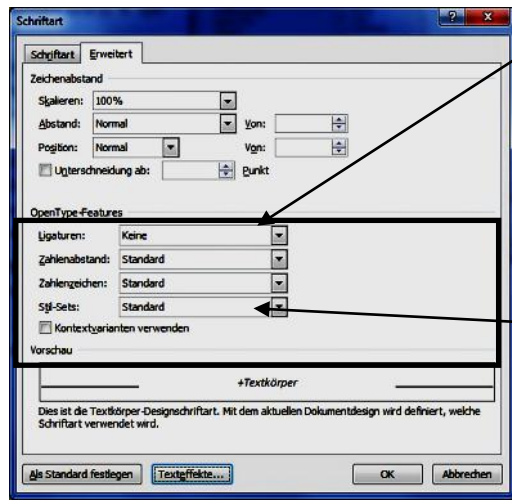 Schriftart
Schriftart Erweitert
Zeichenabstand
Skalieren: 100%
Abstand: Normal Von:
Position: Normal Von:
Unterschneidung ab: Punkt
OpenType-Features
Ligaturen: Keine
Zahlenabstand: Standard
Zahlenzeichen: Standard
Stil-Sets: Standard
Kontextvarianten verwenden
Vorschau
+Textkörper
Dies ist die Textkörper-Designschriftart. Mit dem aktuellen Dokumentdesign wird definiert, welche
Schriftart verwendet wird.
Als Standard festlegen Texteffekte... OK Abbrechen